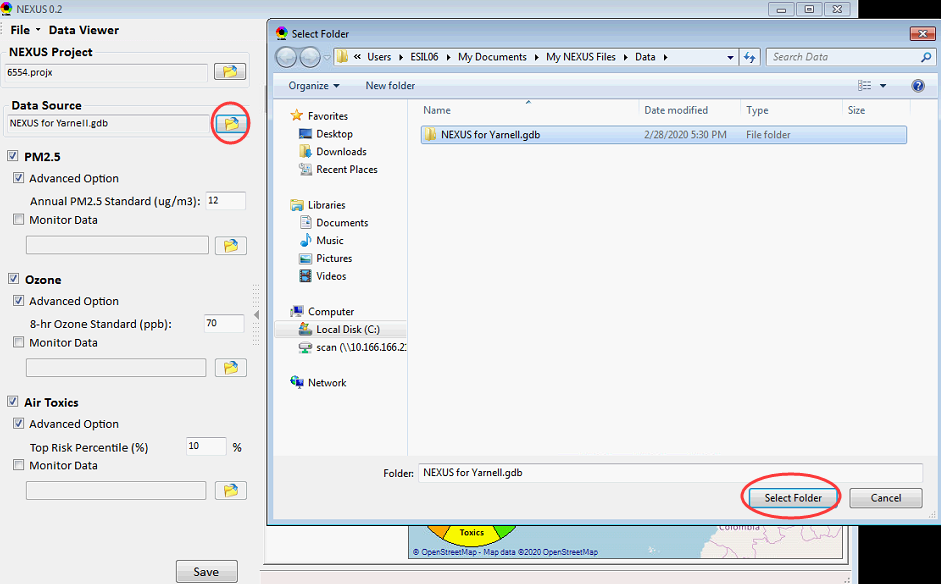 NEXUS 0.2
File Data Viewer
NEXUS Project
6554.projx
Data Source
NEXUS for Yarnell.gdb
PM2.5
Advanced Option
Annual PM2.5 Standard (ug/m3): 12
Monitor Data
Ozone
Advanced Option
8-hr Ozone Standard (ppb): 70
Monitor Data
Air Toxics
Advanced Option
Top Risk Percentile (%) 10 %
Monitor Data
Save
Select Folder
« Users ESIL06 My Documents My NEXUS Files Data
Search Data
Organize New folder
Favorites
Desktop
Downloads
Recent Places
Libraries
Documents
Music
Pictures
Videos
Computer
Local Disk (C:)
scan (\\10.166.166.21
Network
Name Date modified Type Size
NEXUS for Yarnell.gdb 2/28/2020 5:30 PM File folder
Folder: NEXUS for Yarnell.gdb
Select Folder Cancel
Toxics
Colombia
© OpenStreetMap - Map data ©2020 OpenStreetMap